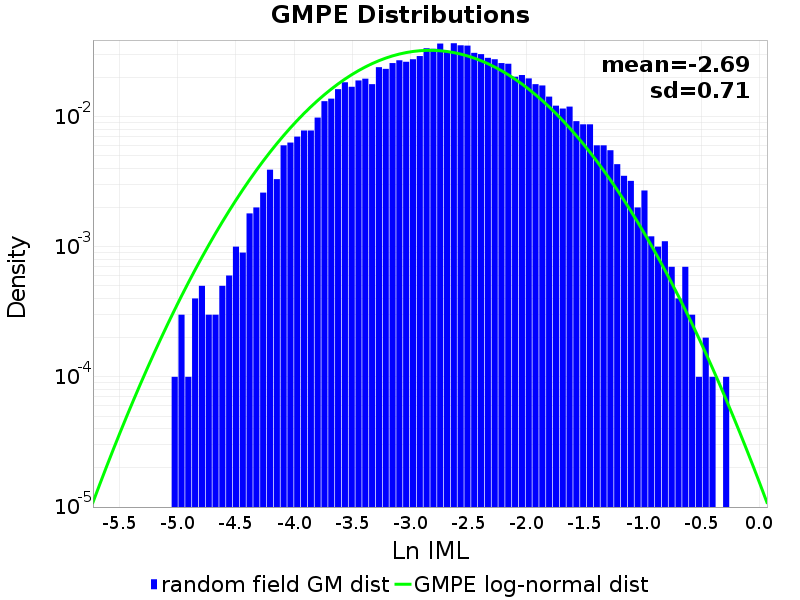 GMPE Distributions
mean=-2.69
sd=0.71
10-2
10-3
10-4
10-5
Density
-5.5 -5.0 -4.5 -4.0 -3.5 -3.0 -2.5 -2.0 -1.5 -1.0 -0.5 0.0
Ln IML
random field GM dist GMPE log-normal dist